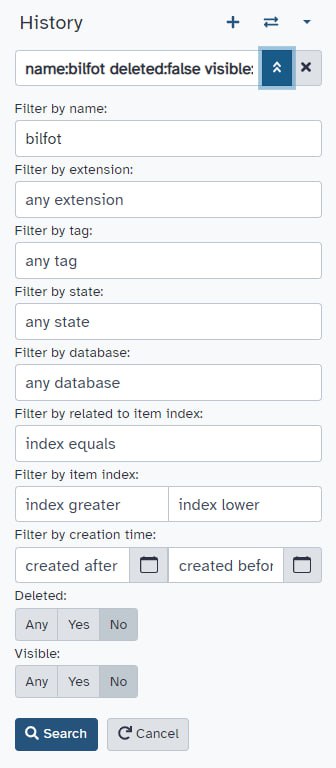 History
name:bilfot deleted:false visible:
Filter by name:
bilfot
Filter by extension:
any extension
Filter by tag:
any tag
Filter by state:
any state
Filter by database:
any database
Filter by related to item index:
index equals
Filter by item index:
index greater index lower
Filter by creation time:
created after created befor
Deleted:
Any Yes No
Visible:
Any Yes No
Search Cancel